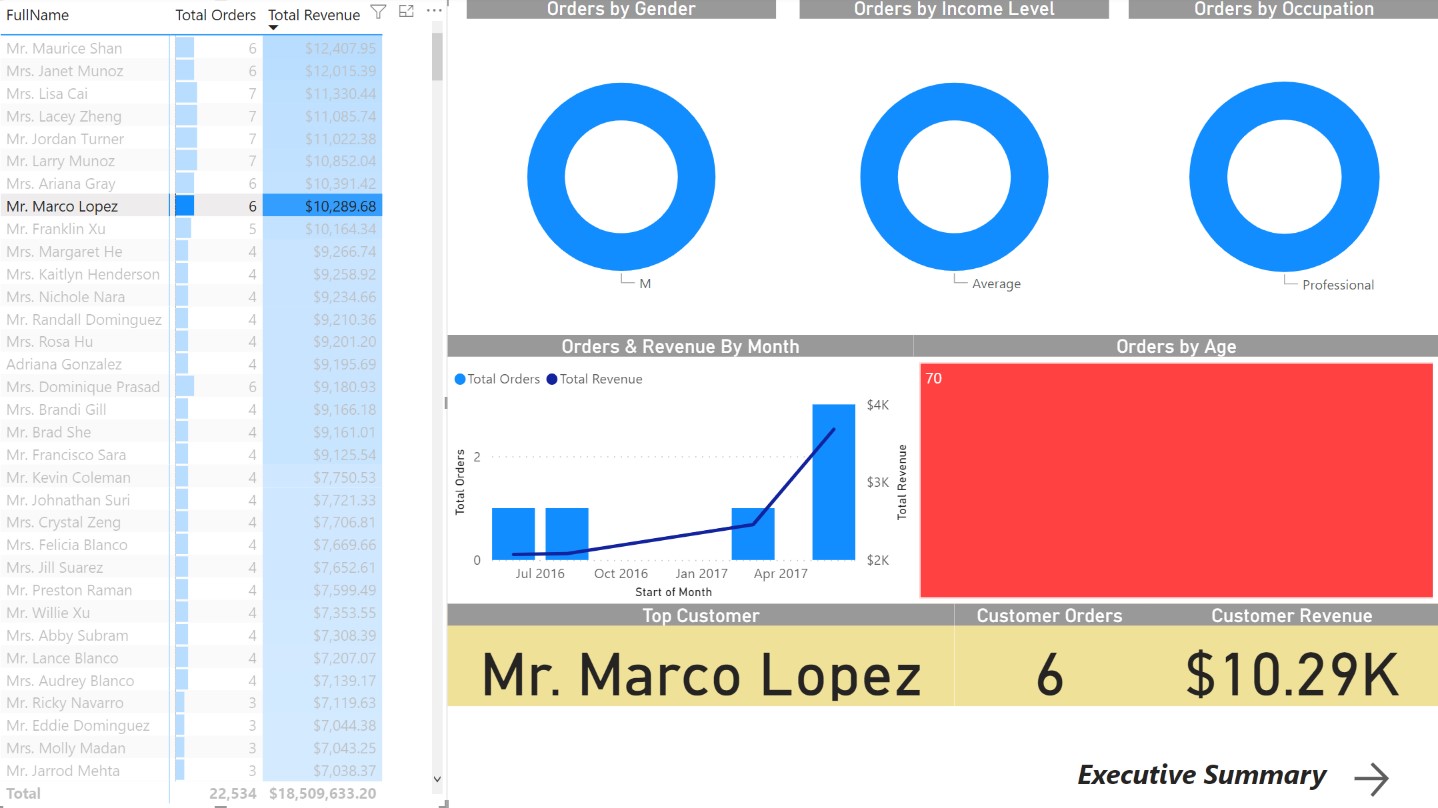 FullName Total Orders Total Revenue
Mr. Maurice Shan 6 $12,407.95
Mrs. Janet Munoz 6 $12,015.39
Mrs. Lisa Cai 7 $11,330.44
Mrs. Lacey Zheng 7 $11,085.74
Mr. Jordan Turner 7 $11,022.38
Mr. Larry Munoz 7 $10,852.04
Mrs. Ariana Gray 6 $10,391.42
Mr. Marco Lopez 6 $10,289.68
Mr. Franklin Xu 5 $10,164.34
Mrs. Margaret He 4 $9,266.74
Mrs. Kaitlyn Henderson 4 $9,258.92
Mrs. Nichole Nara 4 $9,234.66
Mr. Randall Dominguez 4 $9,210.36
Mrs. Rosa Hu 4 $9,201.20
Adriana Gonzalez 4 $9,195.69
Mrs. Dominique Prasad 6 $9,180.93
Mrs. Brandi Gill 4 $9,166.18
Mr. Brad She 4 $9,161.01
Mr. Francisco Sara 4 $9,125.54
Mr. Kevin Coleman 4 $7,750.53
Mr. Johnathan Suri 4 $7,721.33
Mrs. Crystal Zeng 4 $7,706.81
Mrs. Felicia Blanco 4 $7,669.66
Mrs. Jill Suarez 4 $7,652.61
Mr. Preston Raman 4 $7,599.49
Mr. Willie Xu 4 $7,353.55
Mrs. Abby Subram 4 $7,308.39
Mr. Lance Blanco 4 $7,207.07
Mrs. Audrey Blanco 4 $7,139.17
Mr. Ricky Navarro 3 $7,119.63
Mr. Eddie Dominguez 3 $7,044.38
Mrs. Molly Madan 3 $7,043.25
Mr. Jarrod Mehta 3 $7,038.37
Total 22,534 $18,509,633.20
Orders by Gender
M
Orders by Income Level
Average
Orders by Occupation
Professional
Orders & Revenue By Month
Total Orders Total Revenue
Total Orders
2
0
$4K
$3K
$2K
Total Revenue
Jul 2016 Oct 2016 Jan 2017 Apr 2017
Start of Month
Orders by Age
70
Top Customer Customer Orders Customer Revenue
Mr. Marco Lopez 6 $10.29K
Executive Summary